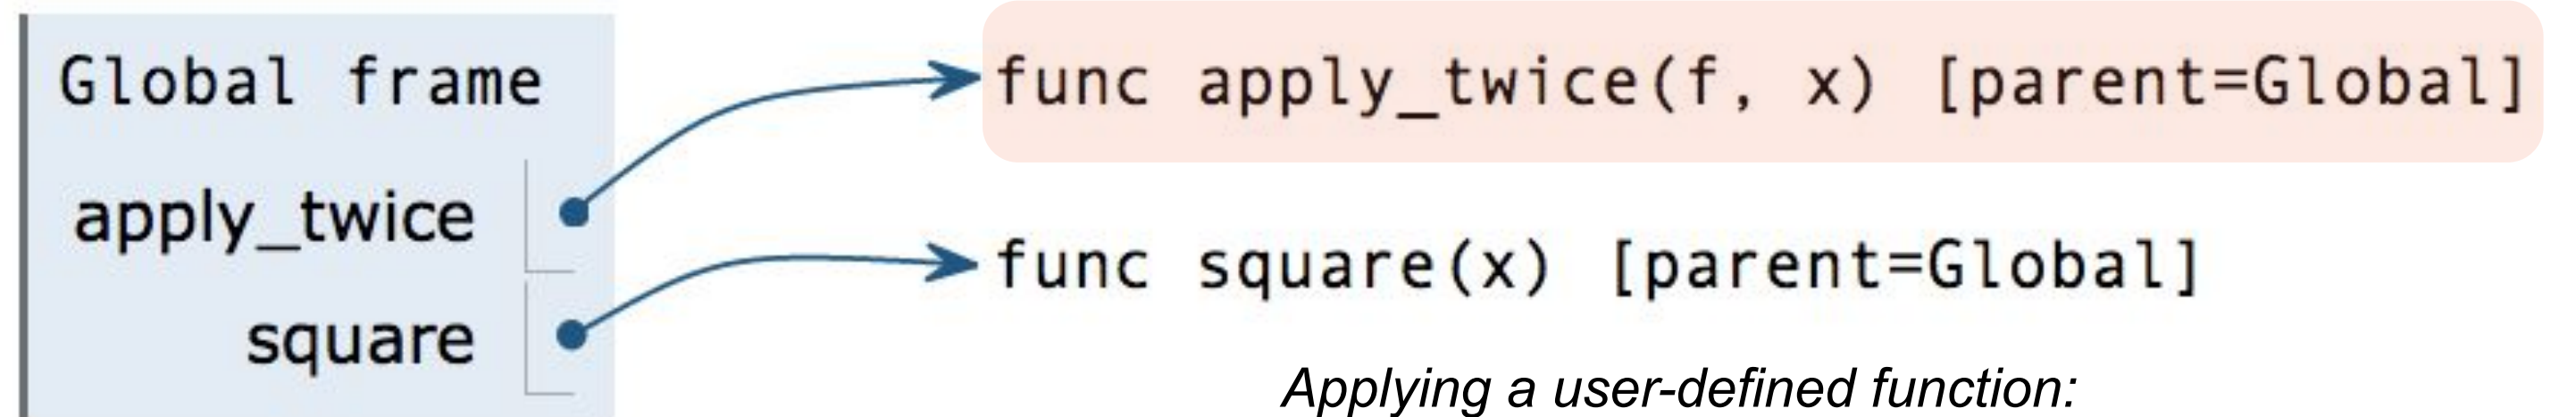 Global frame
func apply_twice(f, x) [parent=Global]
apply_twice
func square(x) [parent=Global]
square
Applying a user-defined function: